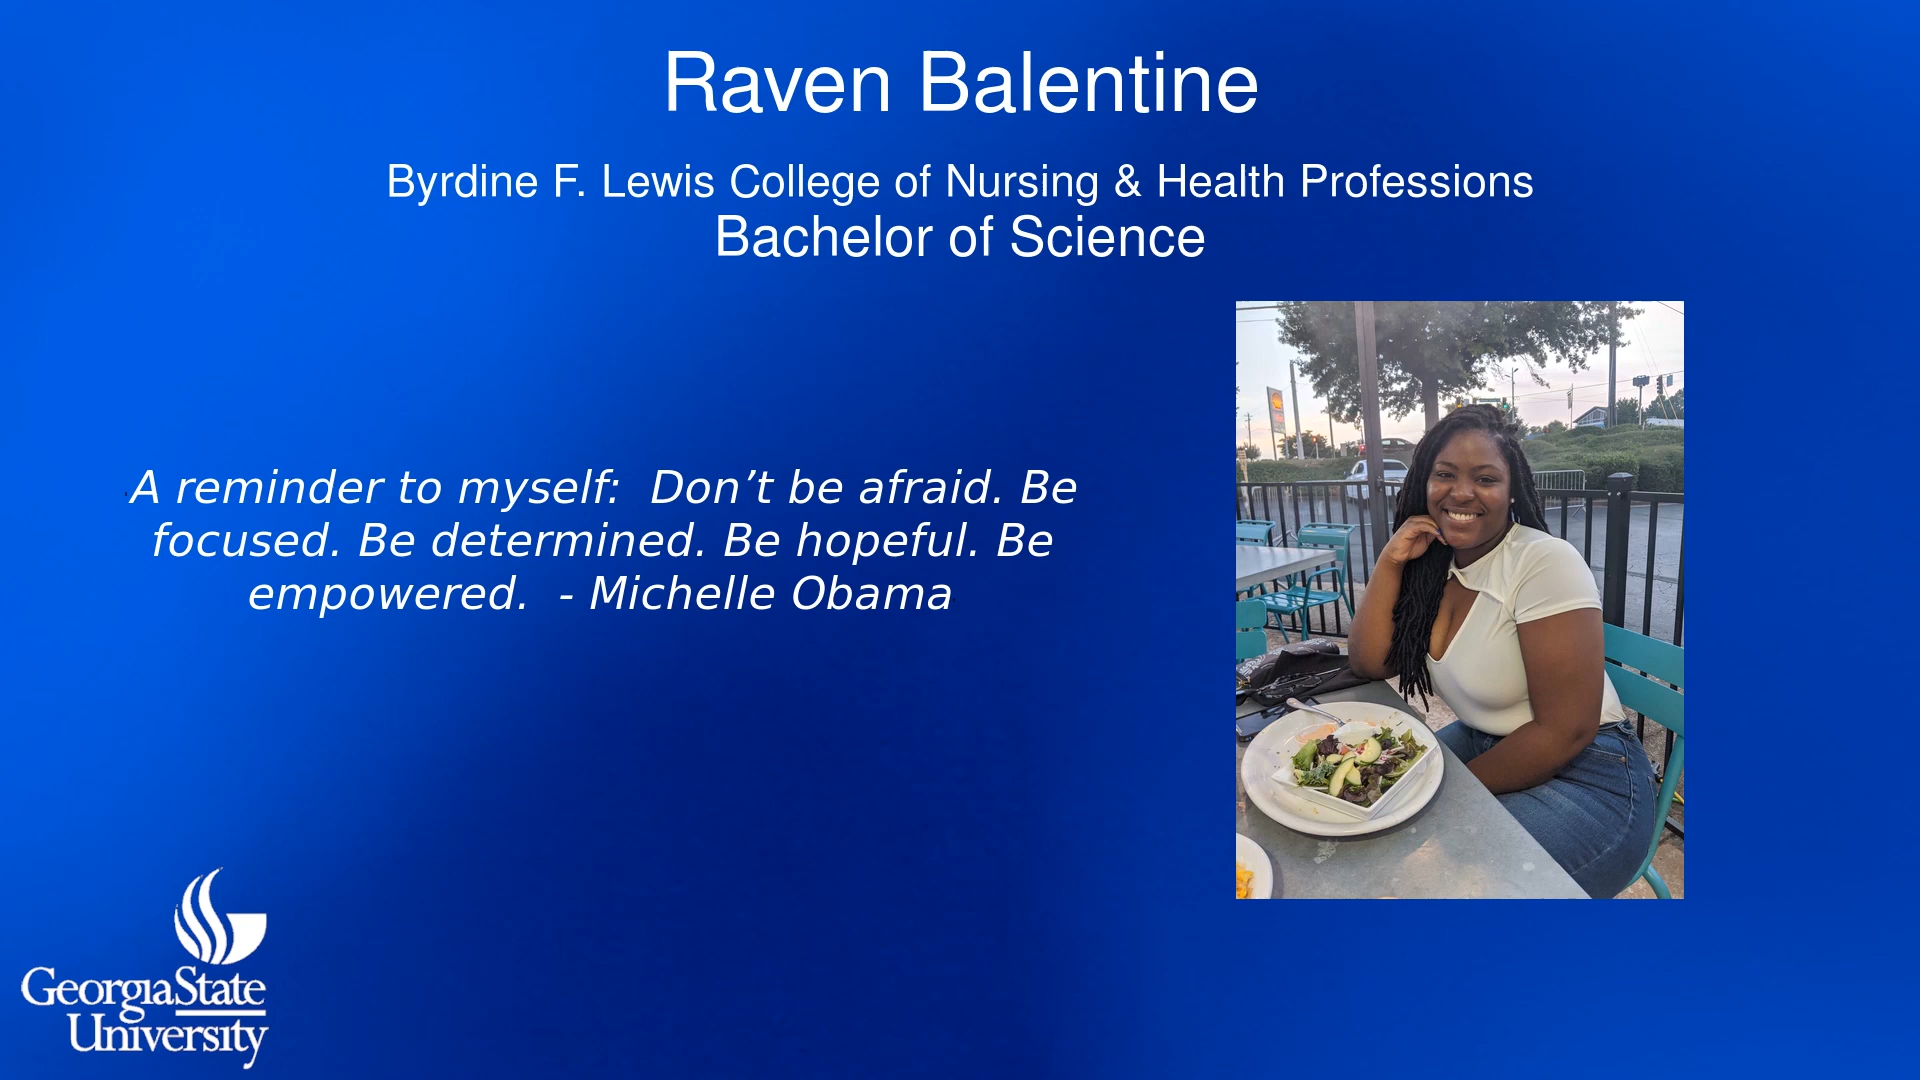 Raven Balentine
Byrdine F. Lewis College of Nursing & Health Professions
Bachelor of Science
A reminder to myself:  Don’t be afraid. Be
focused. Be determined. Be hopeful. Be
empowered.  - Michelle Obama
GeorgiaState
University